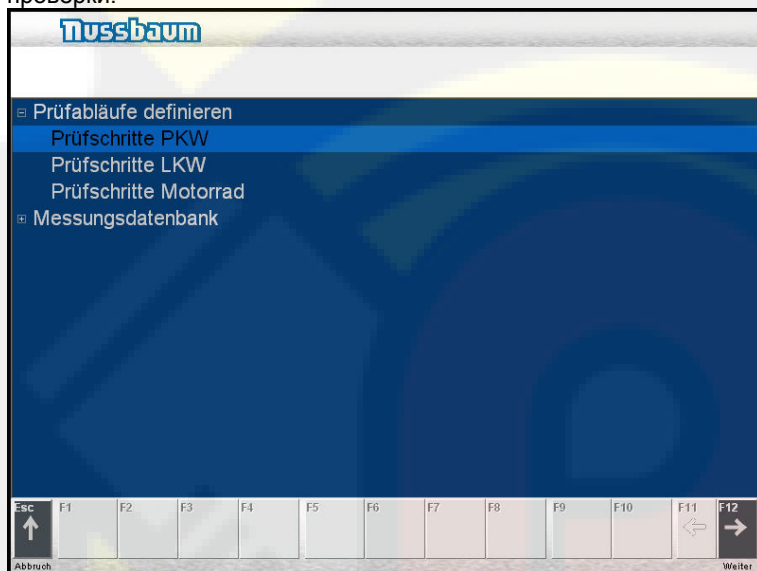 проверки.
Nussbaum
Prüfabläufe definieren
Prüfschritte PKW
Prüfschritte LKW
Prüfschritte Motorrad
Messungsdatenbank
Esc F1 F2 F3 F4 F5 F6 F7 F8 F9 F10 F11 F12
Abbruch Weiter